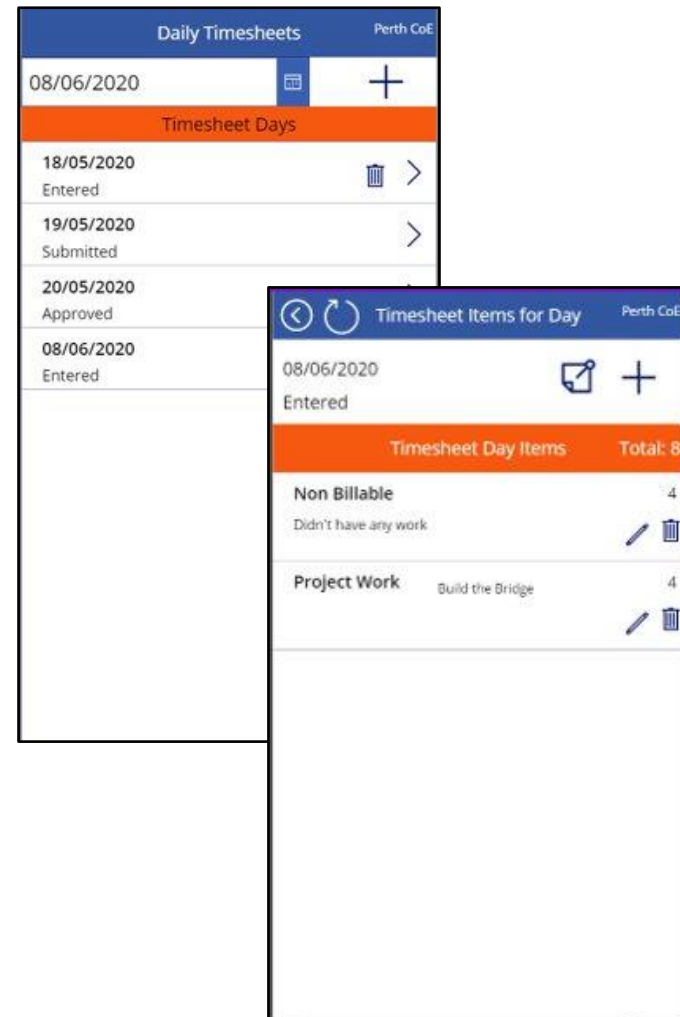 Daily Timesheets Perth CoE
08/06/2020
Timesheet Days
18/05/2020
Entered
19/05/2020
Submitted
20/05/2020
Approved
08/06/2020
Entered
Timesheet Items for Day Perth CoE
08/06/2020
Entered
Timesheet Day Items Total: 8
Non Billable 4
Didn't have any work
Project Work Build the Bridge 4